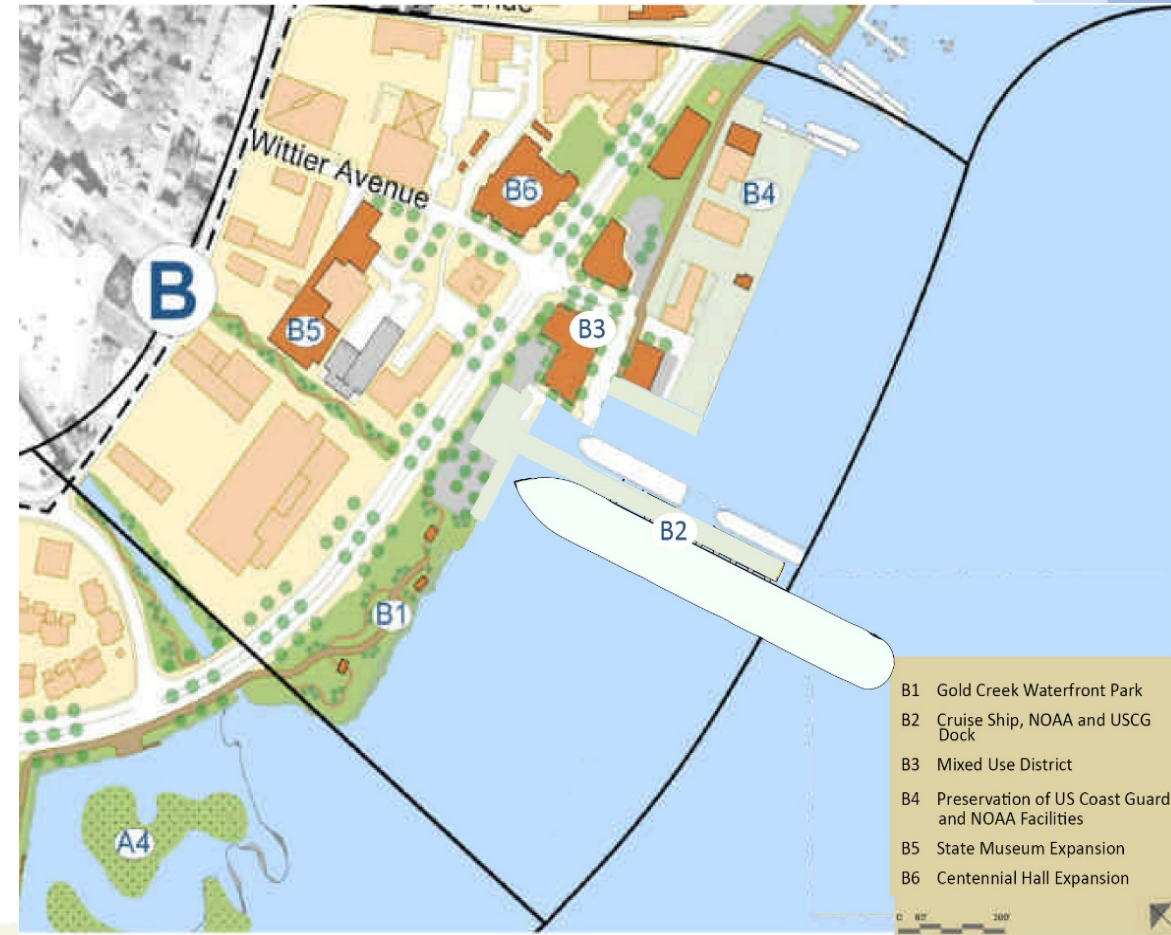 Wittier Avenue
B
B6
B4
B5
B3
B2
B1
A4
B1 Gold Creek Waterfront Park
B2 Cruise Ship, NOAA and USCG
Dock
B3 Mixed Use District
B4 Preservation of US Coast Guard
and NOAA Facilities
B5 State Museum Expansion
B6 Centennial Hall Expansion